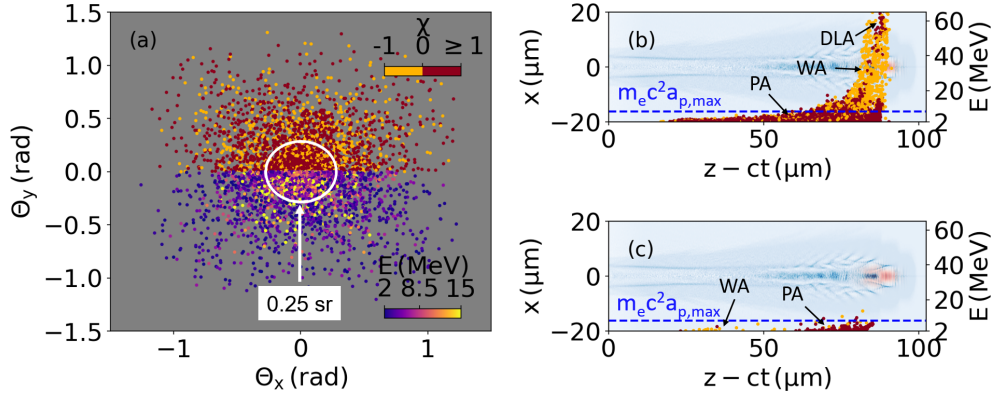 (a)
χ
-1 0 ≥ 1
1.5
1.0
0.5
0.0
−0.5
−1.0
−1.5
Θy (rad)
E (MeV)
2 8.5 15
0.25 sr
−1 0 1
Θx (rad)
(b)
DLA
WA
PA
mec²ap,max
20
0
−20
x (μm)
60
40
20
2
E (MeV)
0 50 100
z − ct (μm)
(c)
WA
PA
mec²ap,max
20
0
−20
x (μm)
60
40
20
2
E (MeV)
0 50 100
z − ct (μm)